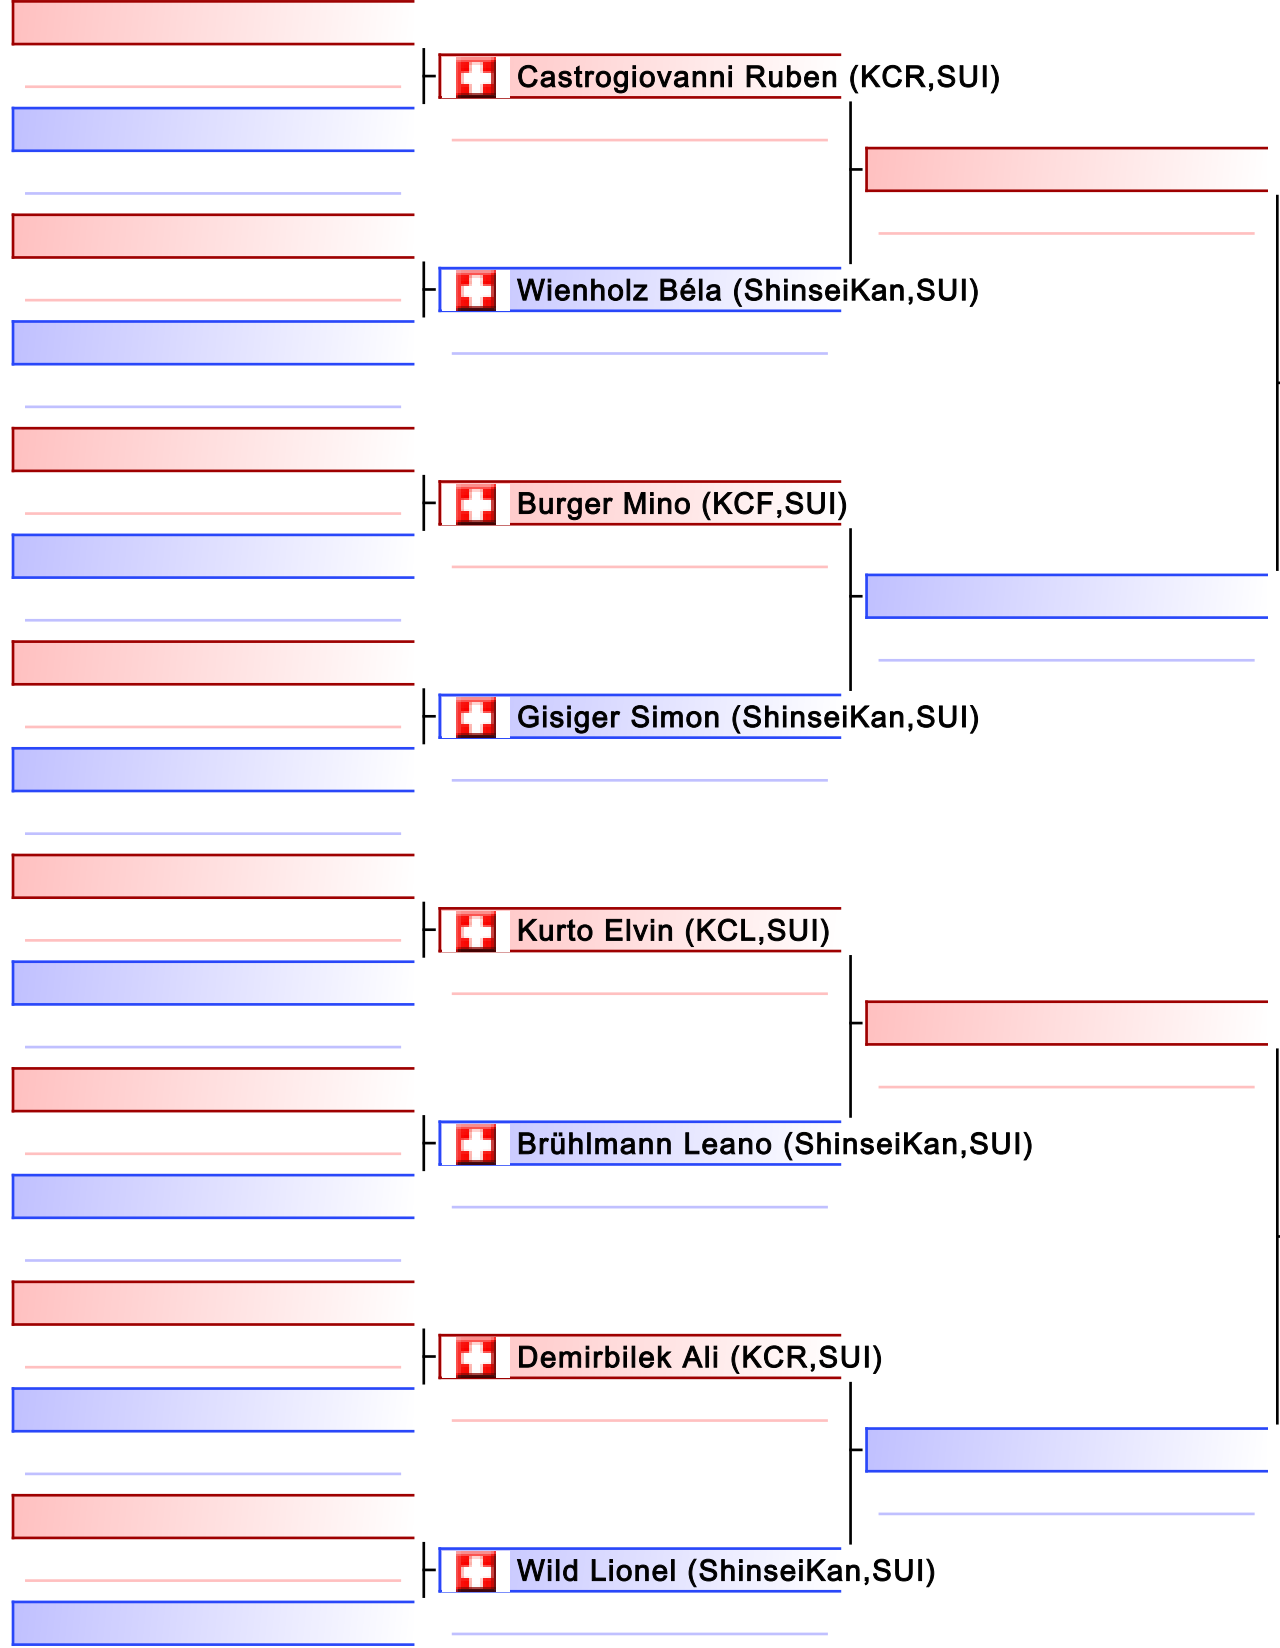 Castrogiovanni Ruben (KCR,SUI)
Wienholz Béla (ShinseiKan,SUI)
Burger Mino (KCF,SUI)
Gisiger Simon (ShinseiKan,SUI)
Kurto Elvin (KCL,SUI)
Brühlmann Leano (ShinseiKan,SUI)
Demirbilek Ali (KCR,SUI)
Wild Lionel (ShinseiKan,SUI)